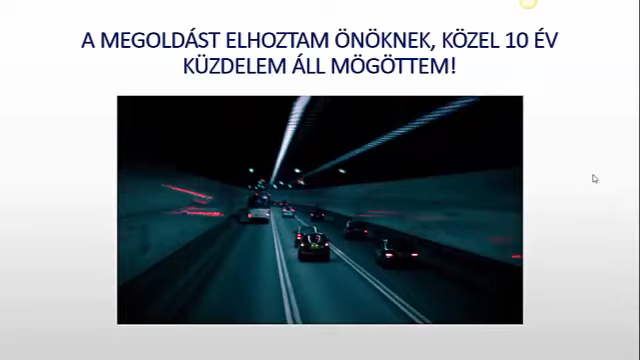 A MEGOLDÁST ELHOZTAM ÖNÖKNEK, KÖZEL 10 ÉV
KÜZDELEM ÁLL MÖGÖTTEM!